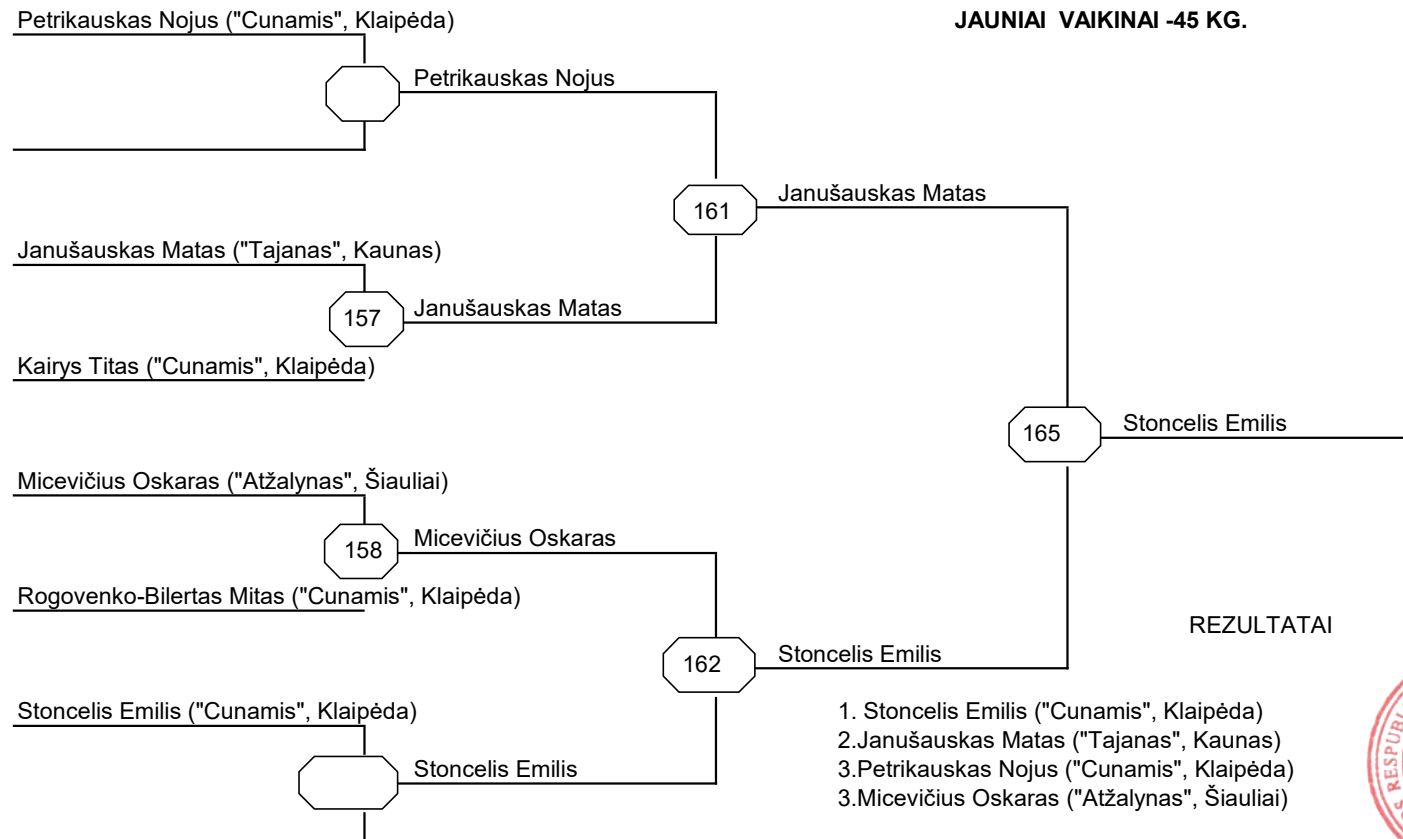 Petrikauskas Nojus ("Cunamis", Klaipėda)
JAUNIAI VAIKINAI -45 KG.
Petrikauskas Nojus
161
Janušauskas Matas
Janušauskas Matas ("Tajanas", Kaunas)
157
Janušauskas Matas
Kairys Titas ("Cunamis", Klaipėda)
165
Stoncelis Emilis
Micevičius Oskaras ("Atžalynas", Šiauliai)
158
Micevičius Oskaras
Rogovenko-Bilertas Mitas ("Cunamis", Klaipėda)
REZULTATAI
162
Stoncelis Emilis
Stoncelis Emilis ("Cunamis", Klaipėda)
Stoncelis Emilis
1. Stoncelis Emilis ("Cunamis", Klaipėda)
2.Janušauskas Matas ("Tajanas", Kaunas)
3.Petrikauskas Nojus ("Cunamis", Klaipėda)
3.Micevičius Oskaras ("Atžalynas", Šiauliai)